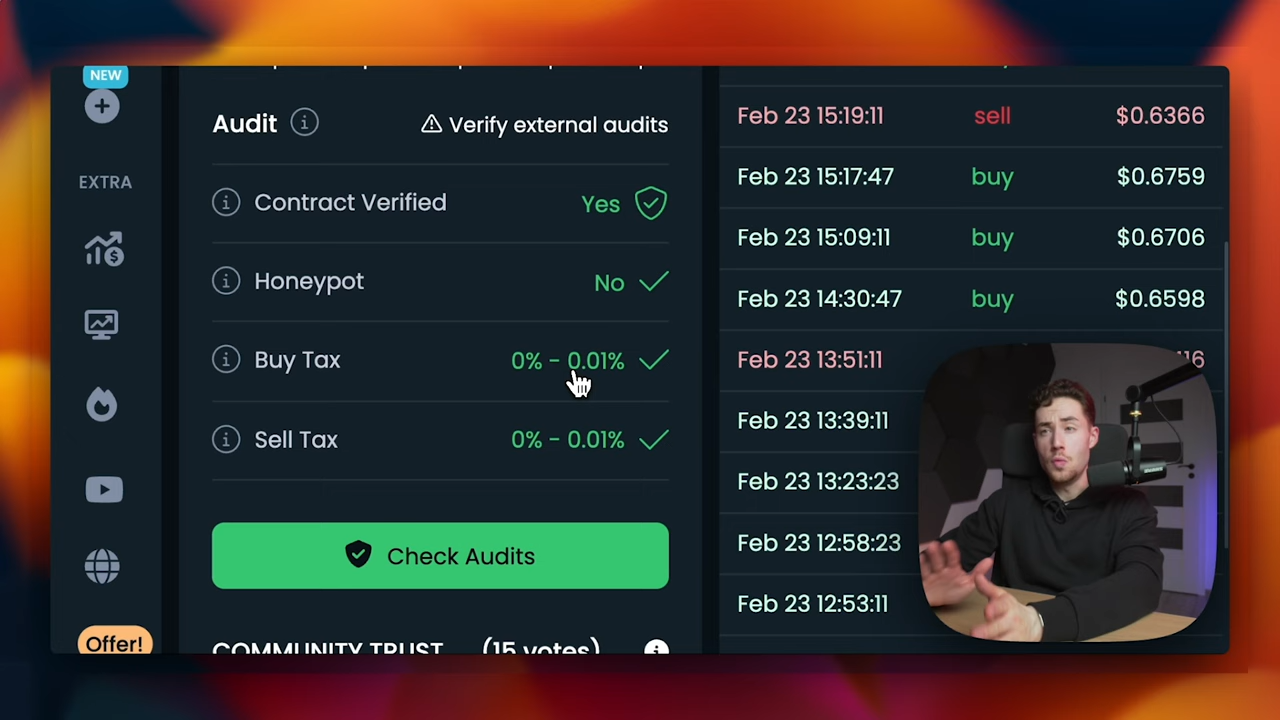 NEW
EXTRA
Offer!
Audit
Verify external audits
Contract Verified Yes
Honeypot No
Buy Tax 0% - 0.01%
Sell Tax 0% - 0.01%
Check Audits
COMMUNITY TRUST (15 votes)
Feb 23 15:19:11 sell $0.6366
Feb 23 15:17:47 buy $0.6759
Feb 23 15:09:11 buy $0.6706
Feb 23 14:30:47 buy $0.6598
Feb 23 13:51:11
Feb 23 13:39:11
Feb 23 13:23:23
Feb 23 12:58:23
Feb 23 12:53:11